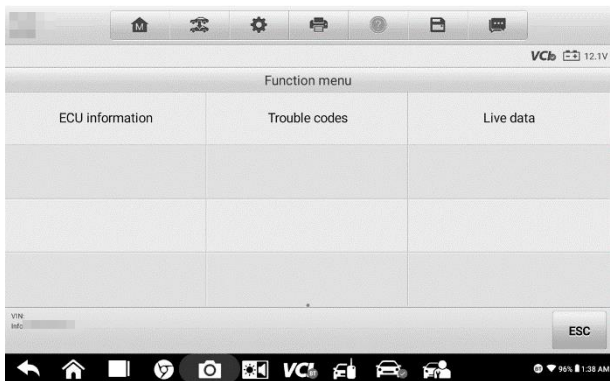 M
VCI 12.1V
Function menu
ECU information
Trouble codes
Live data
VIN
Info
ESC
VCI 96% 1:38 AM